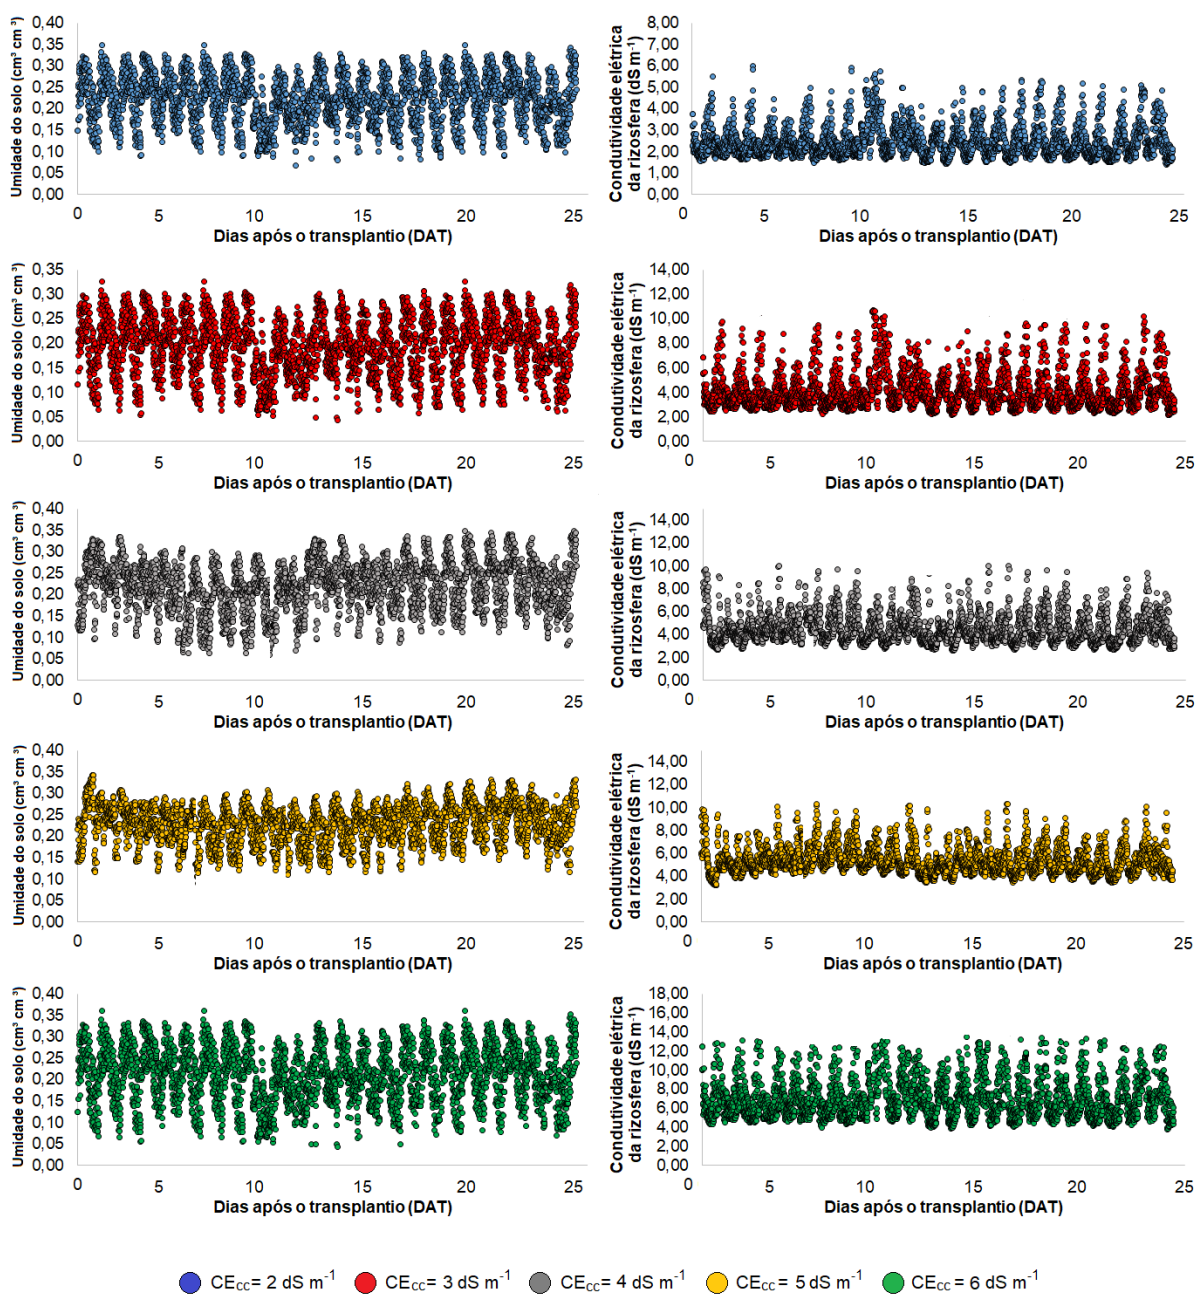 Umidade do solo (cm³ cm³)
0,40
0,35
0,30
0,25
0,20
0,15
0,10
0,05
0,00
0 5 10 15 20 25
Dias após o transplantio (DAT)
Condutividade elétrica
da rizosfera (dS m⁻¹)
8,00
7,00
6,00
5,00
4,00
3,00
2,00
1,00
0,00
0 5 10 15 20 25
Dias após o transplantio (DAT)
Umidade do solo (cm³ cm³)
0,35
0,30
0,25
0,20
0,15
0,10
0,05
0,00
0 5 10 15 20 25
Dias após o transplantio (DAT)
Condutividade elétrica
da rizosfera (dS m⁻¹)
14,00
12,00
10,00
8,00
6,00
4,00
2,00
0,00
0 5 10 15 20 25
Dias após o transplantio (DAT)
Umidade do solo (cm³ cm³)
0,40
0,35
0,30
0,25
0,20
0,15
0,10
0,05
0,00
0 5 10 15 20 25
Dias após o transplantio (DAT)
Condutividade elétrica
da rizosfera (dS m⁻¹)
14,00
12,00
10,00
8,00
6,00
4,00
2,00
0,00
0 5 10 15 20 25
Dias após o transplantio (DAT)
Umidade do solo (cm³ cm³)
0,40
0,35
0,30
0,25
0,20
0,15
0,10
0,05
0,00
0 5 10 15 20 25
Dias após o transplantio (DAT)
Condutividade elétrica
da rizosfera (dS m⁻¹)
14,00
12,00
10,00
8,00
6,00
4,00
2,00
0,00
0 5 10 15 20 25
Dias após o transplantio (DAT)
Umidade do solo (cm³ cm³)
0,40
0,35
0,30
0,25
0,20
0,15
0,10
0,05
0,00
0 5 10 15 20 25
Dias após o transplantio (DAT)
Condutividade elétrica
da rizosfera (dS m⁻¹)
18,00
16,00
14,00
12,00
10,00
8,00
6,00
4,00
2,00
0,00
0 5 10 15 20 25
Dias após o transplantio (DAT)
CEcc= 2 dS m⁻¹ CEcc= 3 dS m⁻¹ CEcc= 4 dS m⁻¹ CEcc= 5 dS m⁻¹ CEcc= 6 dS m⁻¹